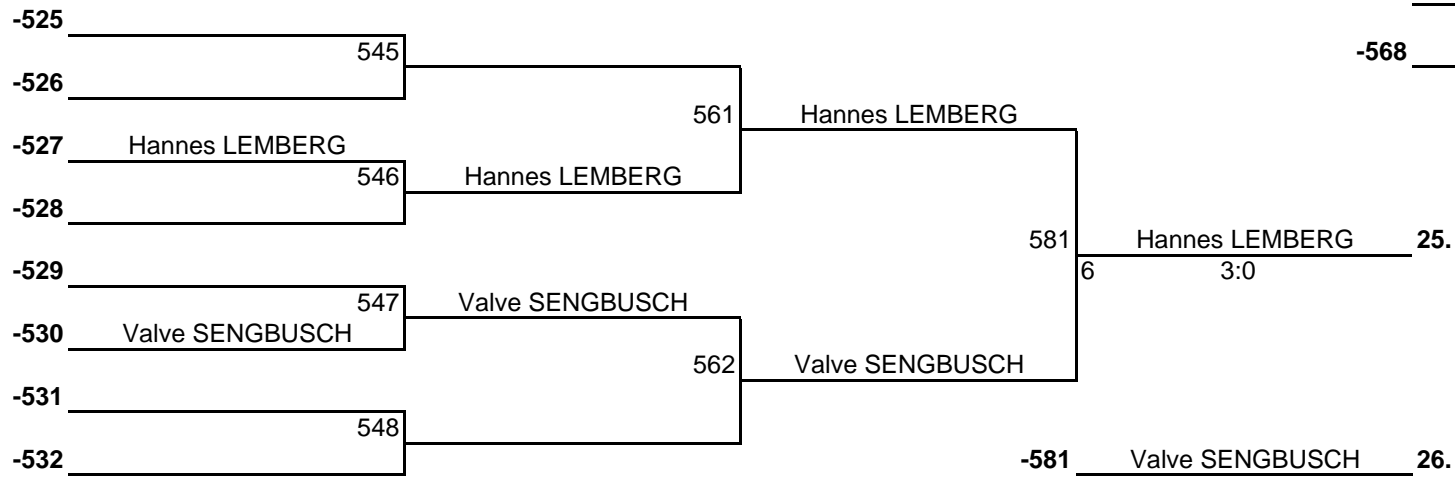 -525
545
-568
-526
561 Hannes LEMBERG
-527 Hannes LEMBERG
546 Hannes LEMBERG
-528
581 Hannes LEMBERG 25.
-529
6 3:0
547 Valve SENGBUSCH
-530 Valve SENGBUSCH
562 Valve SENGBUSCH
-531
548
-532
-581 Valve SENGBUSCH 26.